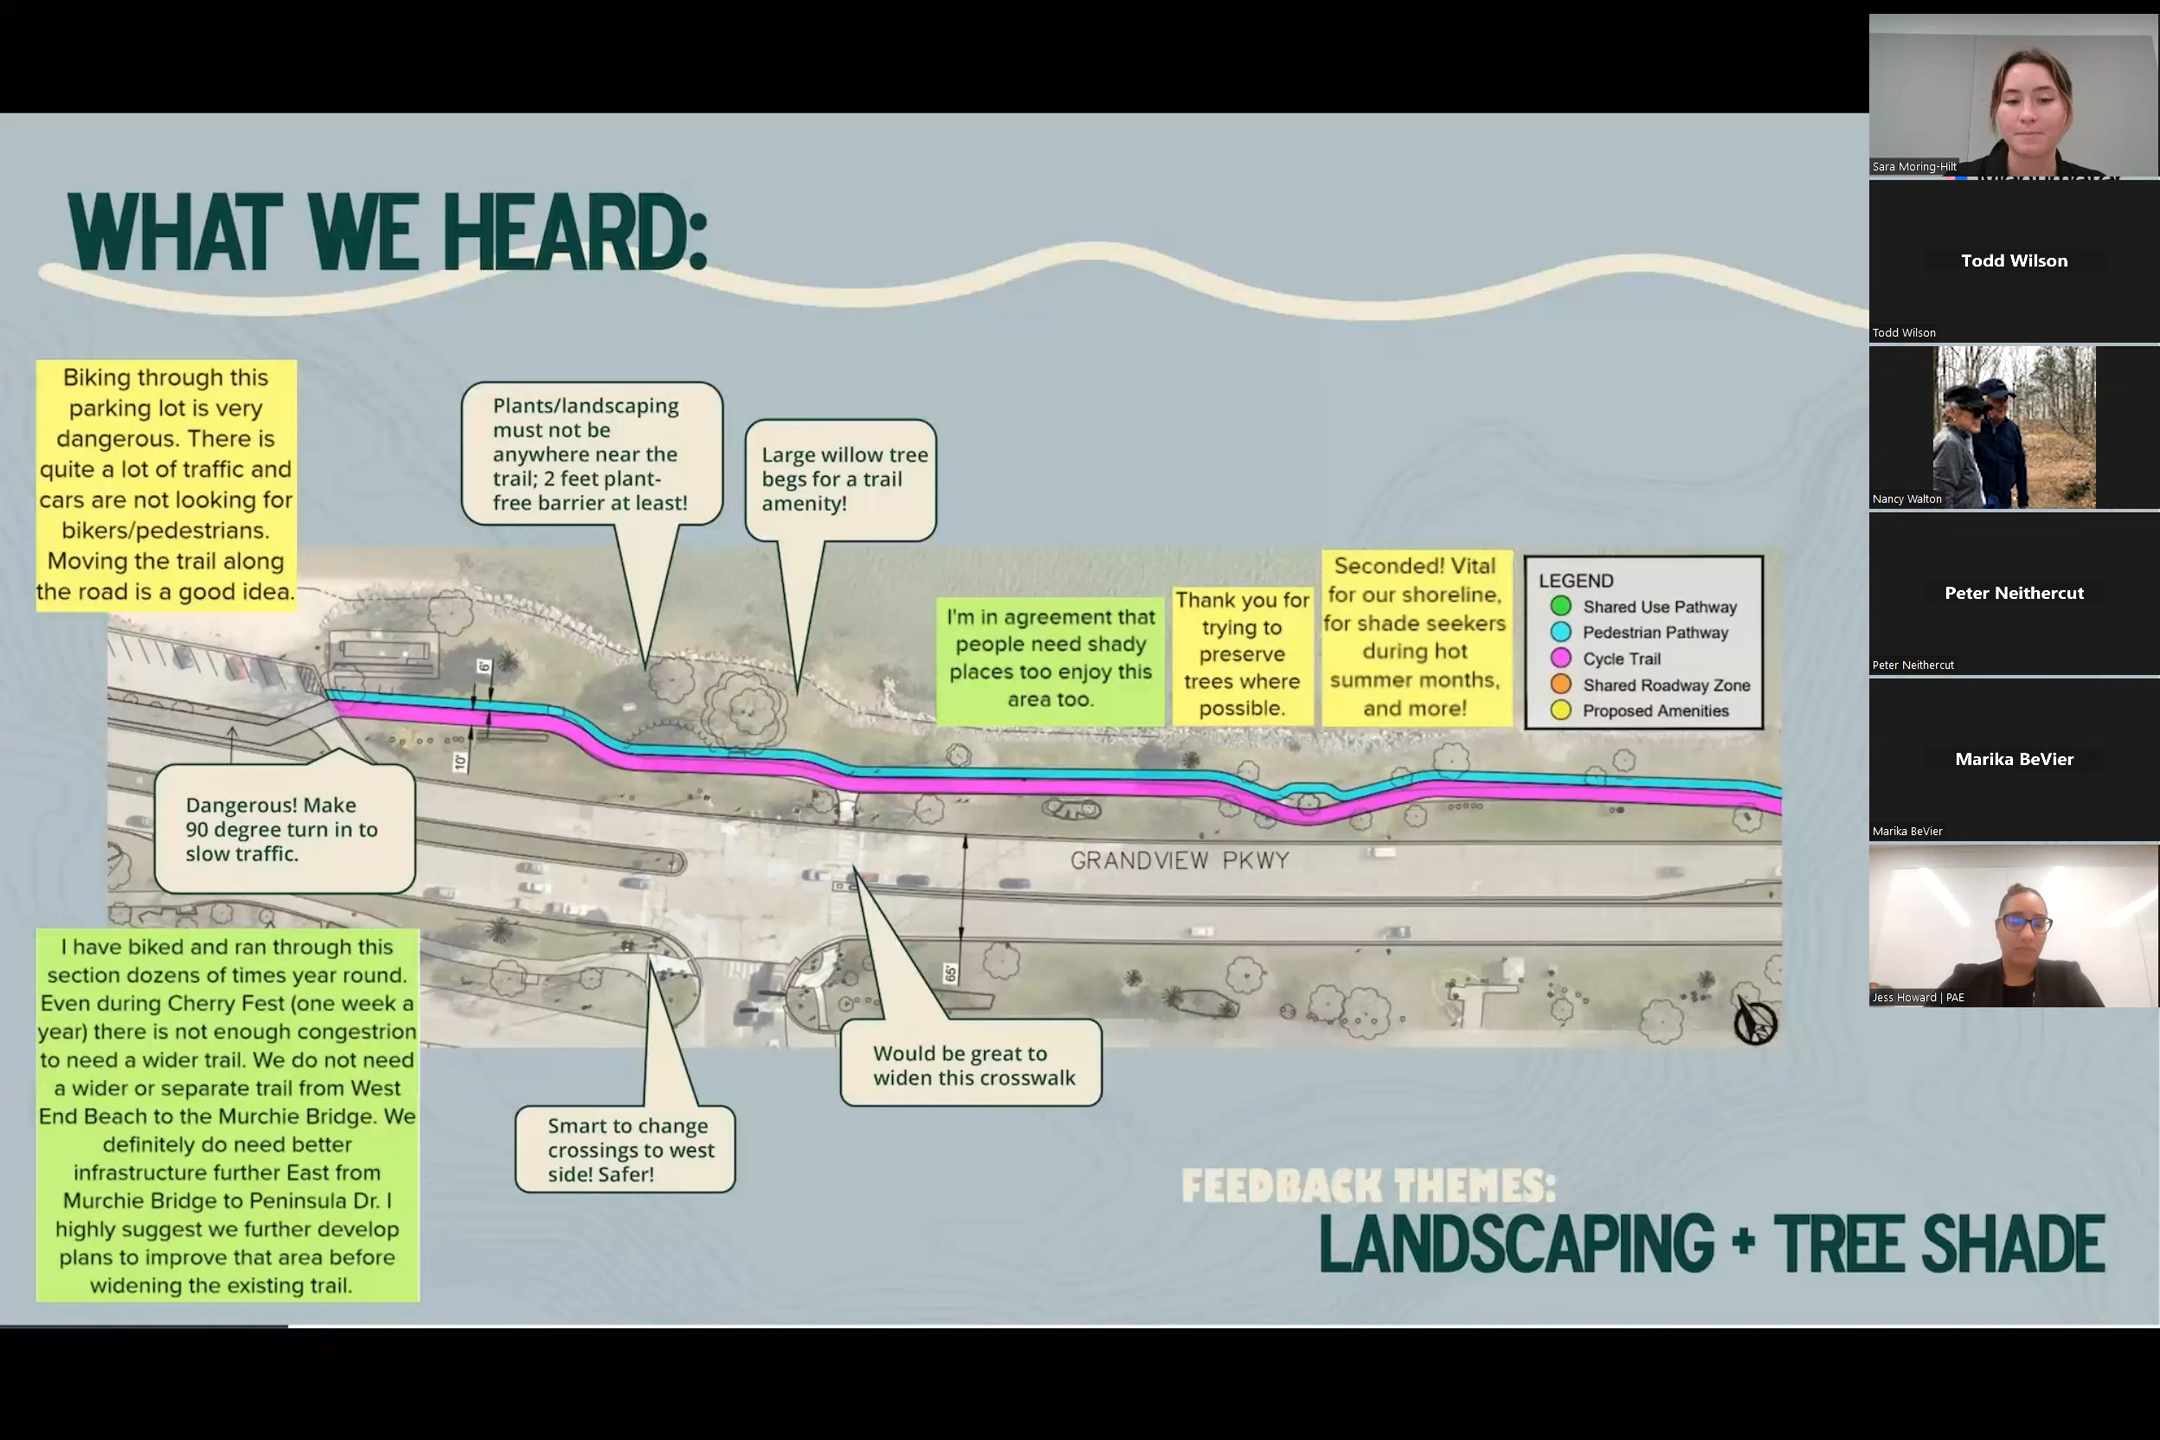 WHAT WE HEARD:
Biking through this
parking lot is very
dangerous. There is
quite a lot of traffic and
cars are not looking for
bikers/pedestrians.
Moving the trail along
the road is a good idea.
Plants/landscaping
must not be
anywhere near the
trail; 2 feet plant-
free barrier at least!
Large willow tree
begs for a trail
amenity!
I'm in agreement that
people need shady
places too enjoy this
area too.
Thank you for
trying to
preserve
trees where
possible.
Seconded! Vital
for our shoreline,
for shade seekers
during hot
summer months,
and more!
LEGEND
Shared Use Pathway
Pedestrian Pathway
Cycle Trail
Shared Roadway Zone
Proposed Amenities
6'
10'
Dangerous! Make
90 degree turn in to
slow traffic.
GRANDVIEW PKWY
65'
I have biked and ran through this
section dozens of times year round.
Even during Cherry Fest (one week a
year) there is not enough congestrion
to need a wider trail. We do not need
a wider or separate trail from West
End Beach to the Murchie Bridge. We
definitely do need better
infrastructure further East from
Murchie Bridge to Peninsula Dr. I
highly suggest we further develop
plans to improve that area before
widening the existing trail.
Smart to change
crossings to west
side! Safer!
Would be great to
widen this crosswalk
FEEDBACK THEMES:
LANDSCAPING + TREE SHADE
Sara Moring-Hilt
Todd Wilson
Todd Wilson
Nancy Walton
Peter Neithercut
Peter Neithercut
Marika BeVier
Marika BeVier
Jess Howard | PAE